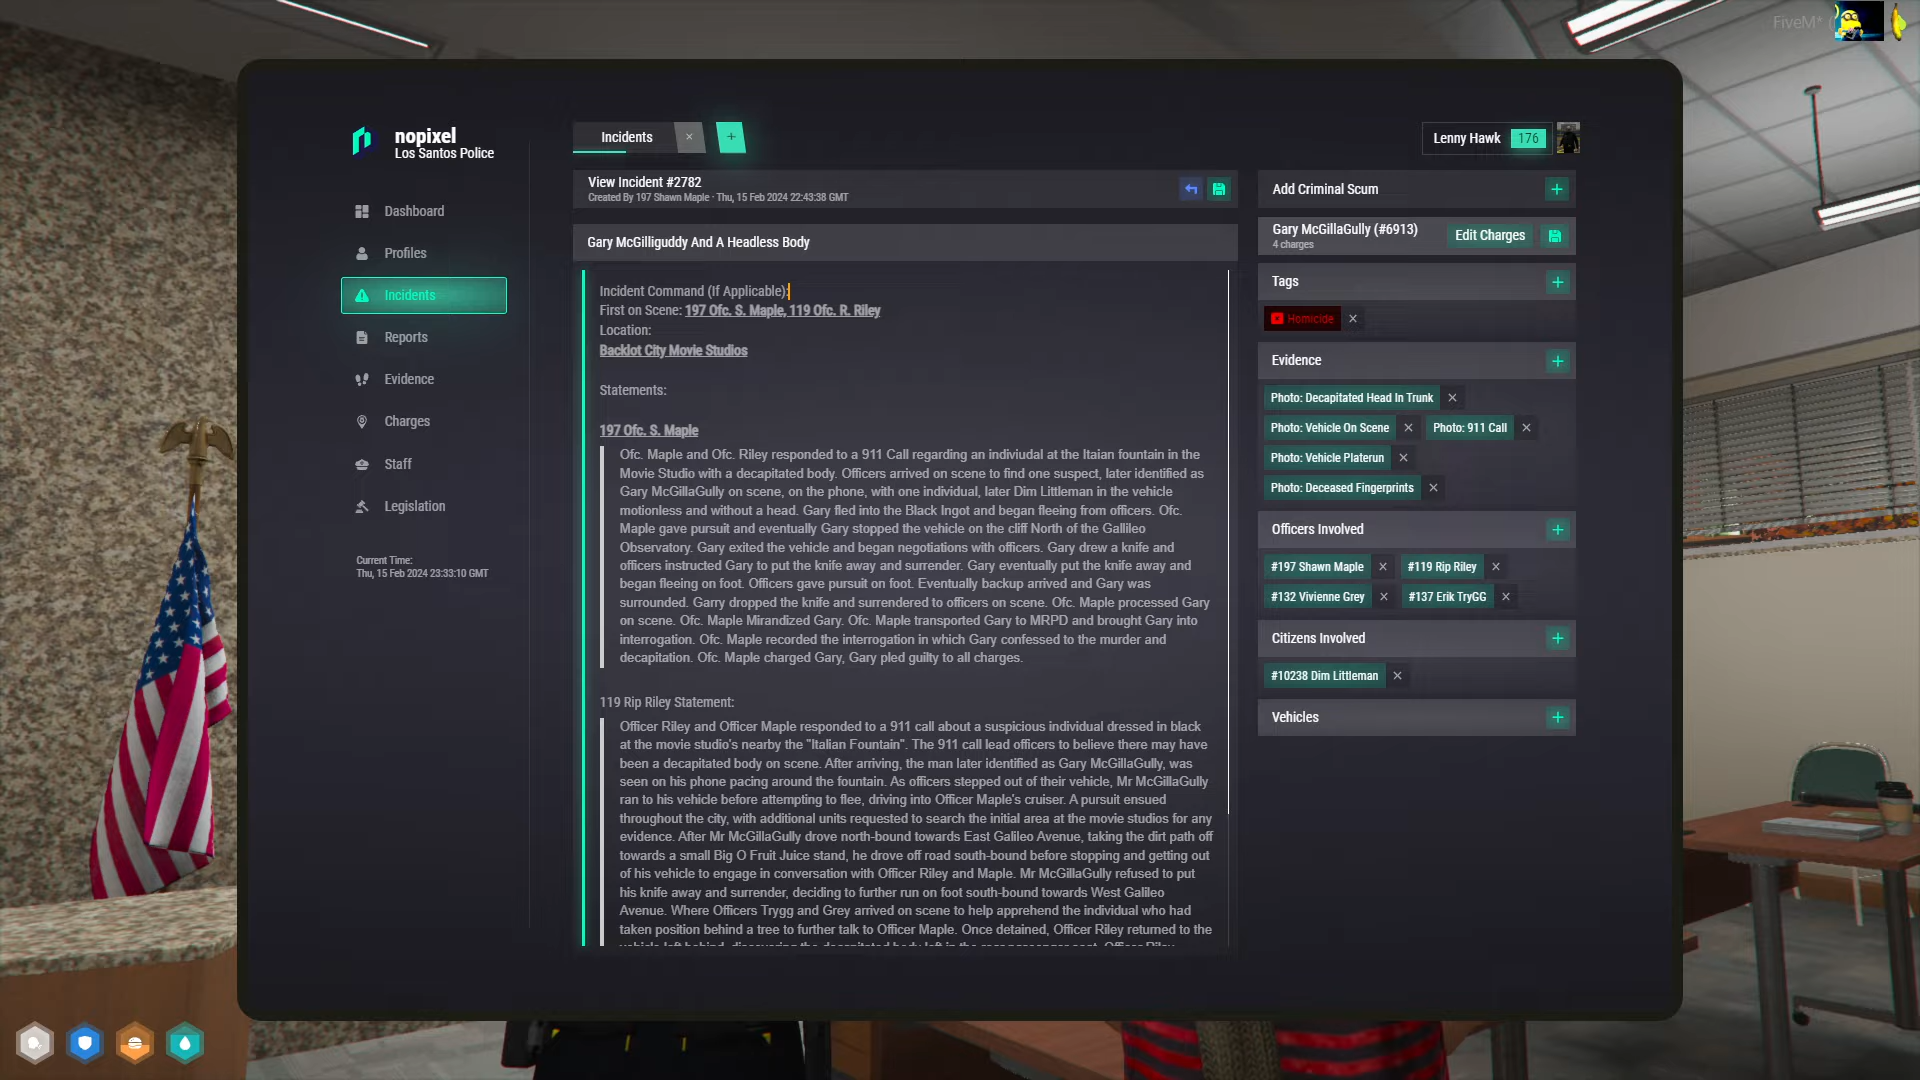 FiveM* (
nopixel
Los Santos Police
Dashboard
Profiles
Incidents
Reports
Evidence
Charges
Staff
Legislation
Current Time:
Thu, 15 Feb 2024 23:33:10 GMT
Incidents × +
Lenny Hawk 176
View Incident #2782
Created By 197 Shawn Maple · Thu, 15 Feb 2024 22:43:38 GMT
Gary McGilliguddy And A Headless Body
Incident Command (If Applicable):
First on Scene: 197 Ofc. S. Maple, 119 Ofc. R. Riley
Location:
Backlot City Movie Studios
Statements:
197 Ofc. S. Maple
Ofc. Maple and Ofc. Riley responded to a 911 Call regarding an indiviudal at the Itaian fountain in the
Movie Studio with a decapitated body. Officers arrived on scene to find one suspect, later identified as
Gary McGillaGully on scene, on the phone, with one individual, later Dim Littleman in the vehicle
motionless and without a head. Gary fled into the Black Ingot and began fleeing from officers. Ofc.
Maple gave pursuit and eventually Gary stopped the vehicle on the cliff North of the Gallileo
Observatory. Gary exited the vehicle and began negotiations with officers. Gary drew a knife and
officers instructed Gary to put the knife away and surrender. Gary eventually put the knife away and
began fleeing on foot. Officers gave pursuit on foot. Eventually backup arrived and Gary was
surrounded. Garry dropped the knife and surrendered to officers on scene. Ofc. Maple processed Gary
on scene. Ofc. Maple Mirandized Gary. Ofc. Maple transported Gary to MRPD and brought Gary into
interrogation. Ofc. Maple recorded the interrogation in which Gary confessed to the murder and
decapitation. Ofc. Maple charged Gary, Gary pled guilty to all charges.
119 Rip Riley Statement:
Officer Riley and Officer Maple responded to a 911 call about a suspicious individual dressed in black
at the movie studio's nearby the "Italian Fountain". The 911 call lead officers to believe there may have
been a decapitated body on scene. After arriving, the man later identified as Gary McGillaGully, was
seen on his phone pacing around the fountain. As officers stepped out of their vehicle, Mr McGillaGully
ran to his vehicle before attempting to flee, driving into Officer Maple's cruiser. A pursuit ensued
throughout the city, with additional units requested to search the initial area at the movie studios for any
evidence. After Mr McGillaGully drove north-bound towards East Galileo Avenue, taking the dirt path off
towards a small Big O Fruit Juice stand, he drove off road south-bound before stopping and getting out
of his vehicle to engage in conversation with Officer Riley and Maple. Mr McGillaGully refused to put
his knife away and surrender, deciding to further run on foot south-bound towards West Galileo
Avenue. Where Officers Trygg and Grey arrived on scene to help apprehend the individual who had
taken position behind a tree to further talk to Officer Maple. Once detained, Officer Riley returned to the
vehicle left behind, discovering the decapitated body left in the rear passenger seat. Officer Riley
Add Criminal Scum +
Gary McGillaGully (#6913)
4 charges
Edit Charges
Tags +
Homicide ×
Evidence +
Photo: Decapitated Head In Trunk ×
Photo: Vehicle On Scene × Photo: 911 Call ×
Photo: Vehicle Platerun ×
Photo: Deceased Fingerprints ×
Officers Involved +
#197 Shawn Maple × #119 Rip Riley ×
#132 Vivienne Grey × #137 Erik TryGG ×
Citizens Involved +
#10238 Dim Littleman ×
Vehicles +